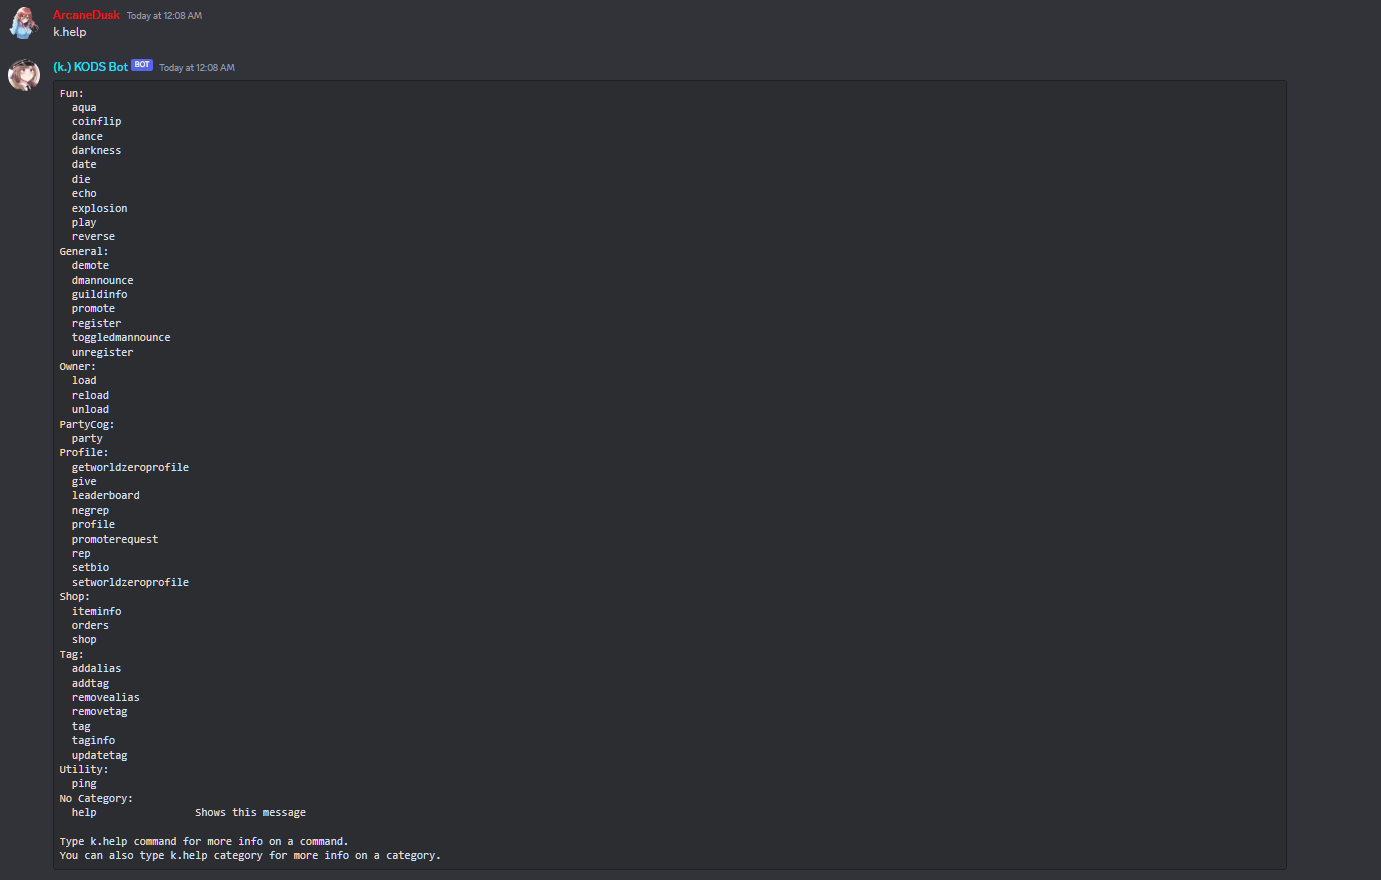 ArcaneDusk Today at 12:08 AM
k.help
(k.) KODS Bot BOT Today at 12:08 AM
Fun:
  aqua
  coinflip
  dance
  darkness
  date
  die
  echo
  explosion
  play
  reverse
General:
  demote
  dmannounce
  guildinfo
  promote
  register
  toggledmannounce
  unregister
Owner:
  load
  reload
  unload
PartyCog:
  party
Profile:
  getworldzeroprofile
  give
  leaderboard
  negrep
  profile
  promoterequest
  rep
  setbio
  setworldzeroprofile
Shop:
  iteminfo
  orders
  shop
Tag:
  addalias
  addtag
  removealias
  removetag
  tag
  taginfo
  updatetag
Utility:
  ping
No Category:
  help                Shows this message
Type k.help command for more info on a command.
You can also type k.help category for more info on a category.